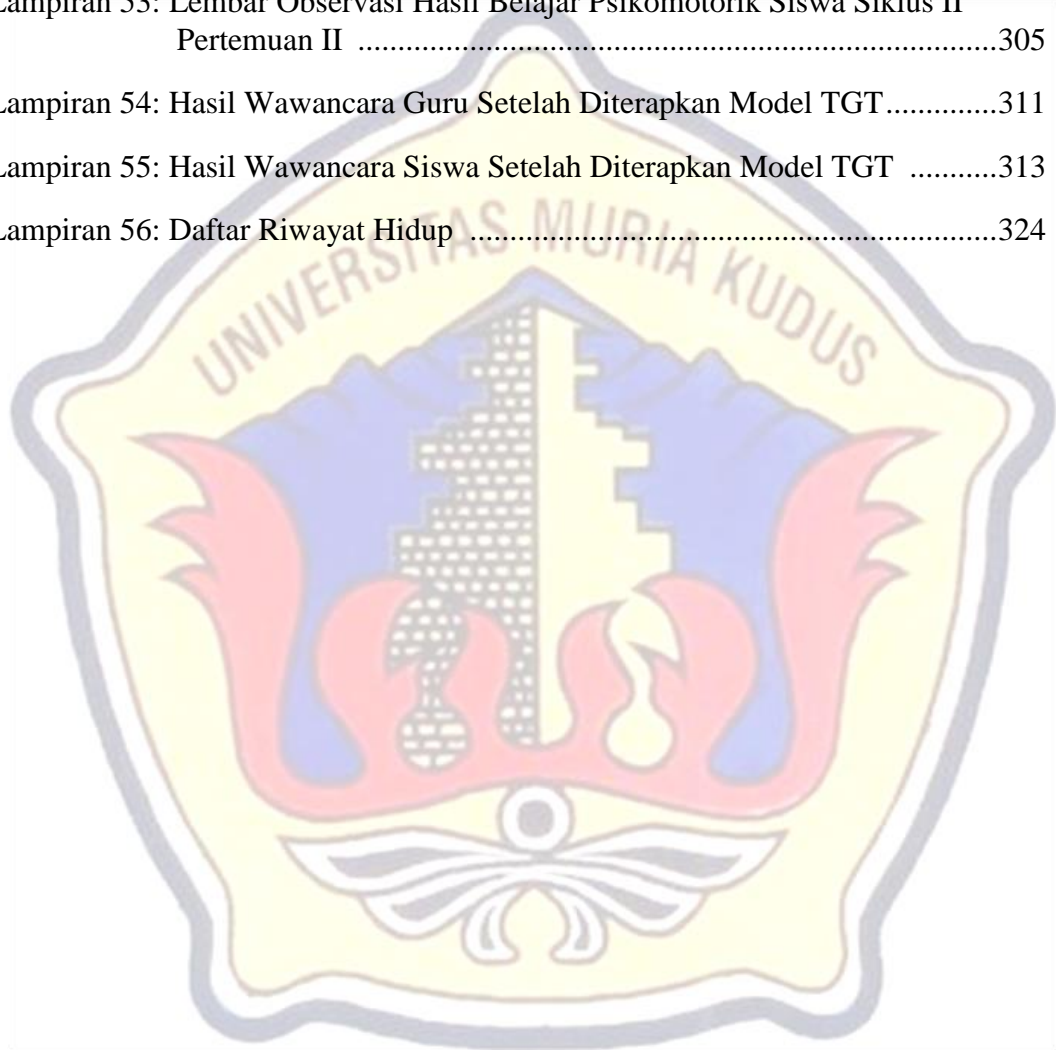 Lampiran 53: Lembar Observasi Hasil Belajar Psikomotorik Siswa Siklus II
Pertemuan II ................................................................................305
Lampiran 54: Hasil Wawancara Guru Setelah Diterapkan Model TGT..............311
Lampiran 55: Hasil Wawancara Siswa Setelah Diterapkan Model TGT ...........313
Lampiran 56: Daftar Riwayat Hidup ..................................................................324
UNIVERSITAS MURIA KUDUS